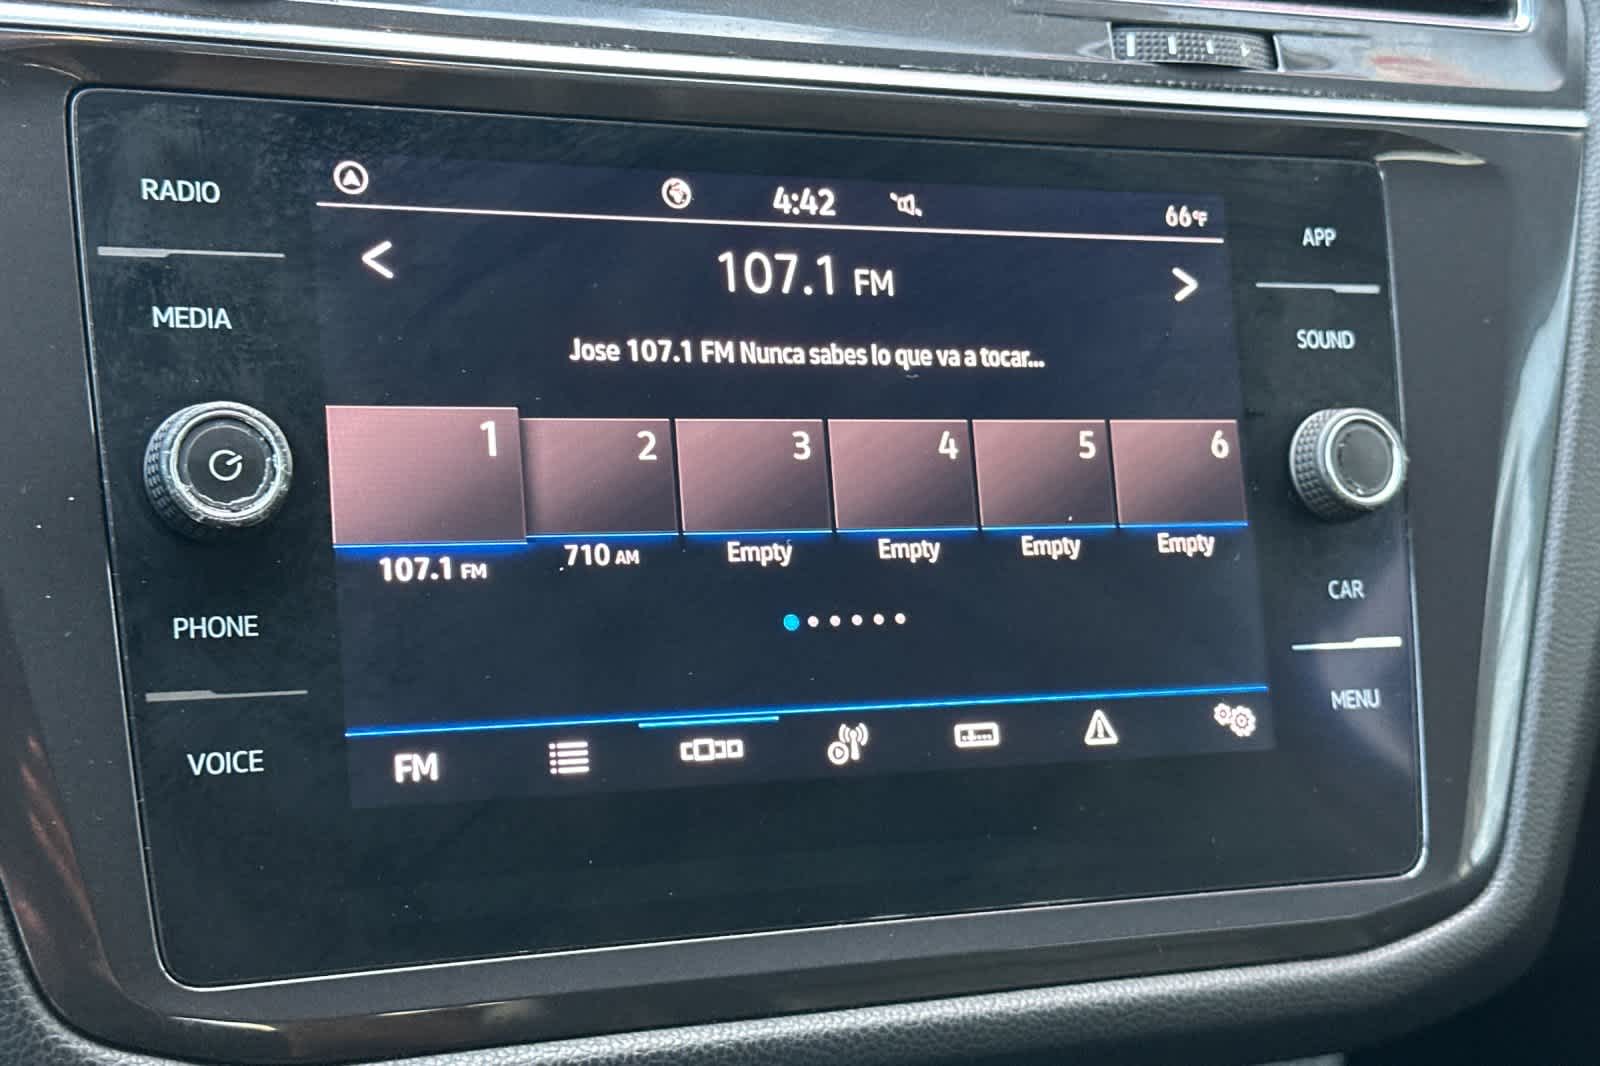 RADIO
MEDIA
PHONE
VOICE
4:42
66°F
107.1 FM
Jose 107.1 FM Nunca sabes lo que va a tocar...
1
2
3
4
5
6
107.1 FM
710 AM
Empty
Empty
Empty
Empty
FM
APP
SOUND
CAR
MENU